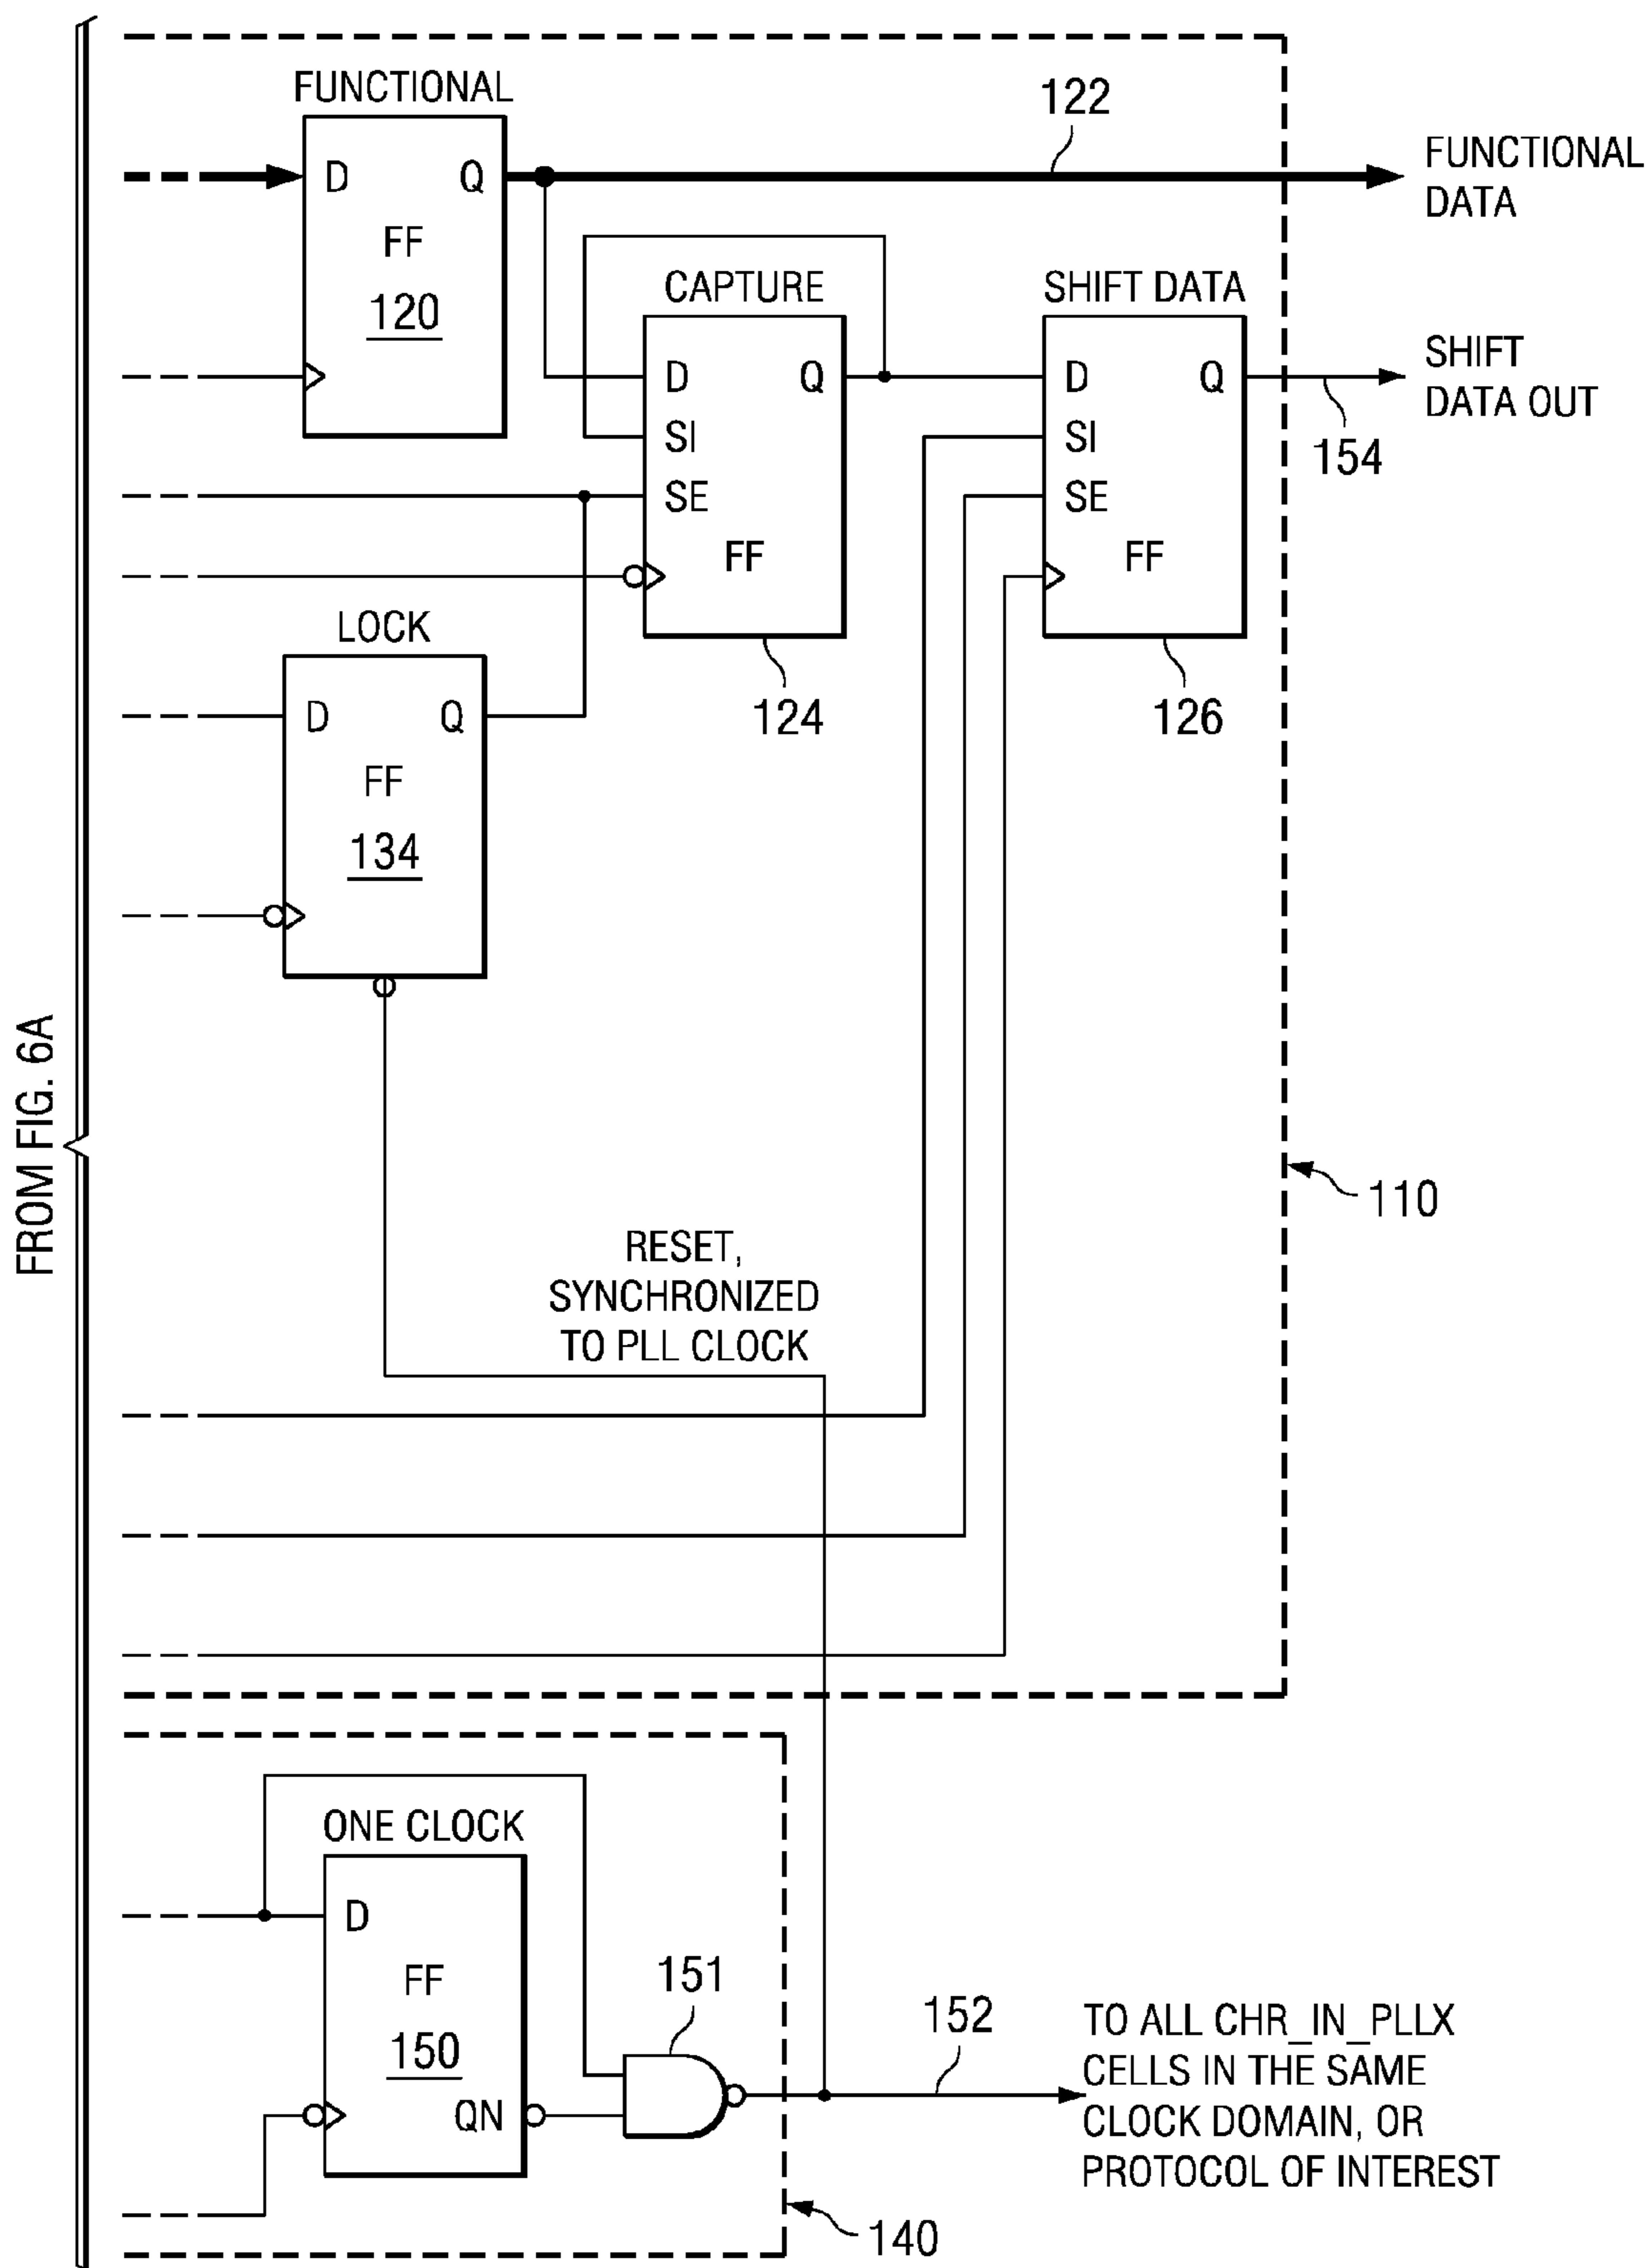 FROM FIG. 6A
FUNCTIONAL
D Q
FF
120
122
FUNCTIONAL
DATA
CAPTURE
D Q
SI
SE
FF
124
SHIFT DATA
D Q
SI
SE
FF
126
SHIFT
DATA OUT
154
LOCK
D Q
FF
134
RESET,
SYNCHRONIZED
TO PLL CLOCK
110
ONE CLOCK
D
FF
150
QN
151
152
TO ALL CHR_IN_PLLX
CELLS IN THE SAME
CLOCK DOMAIN, OR
PROTOCOL OF INTEREST
140